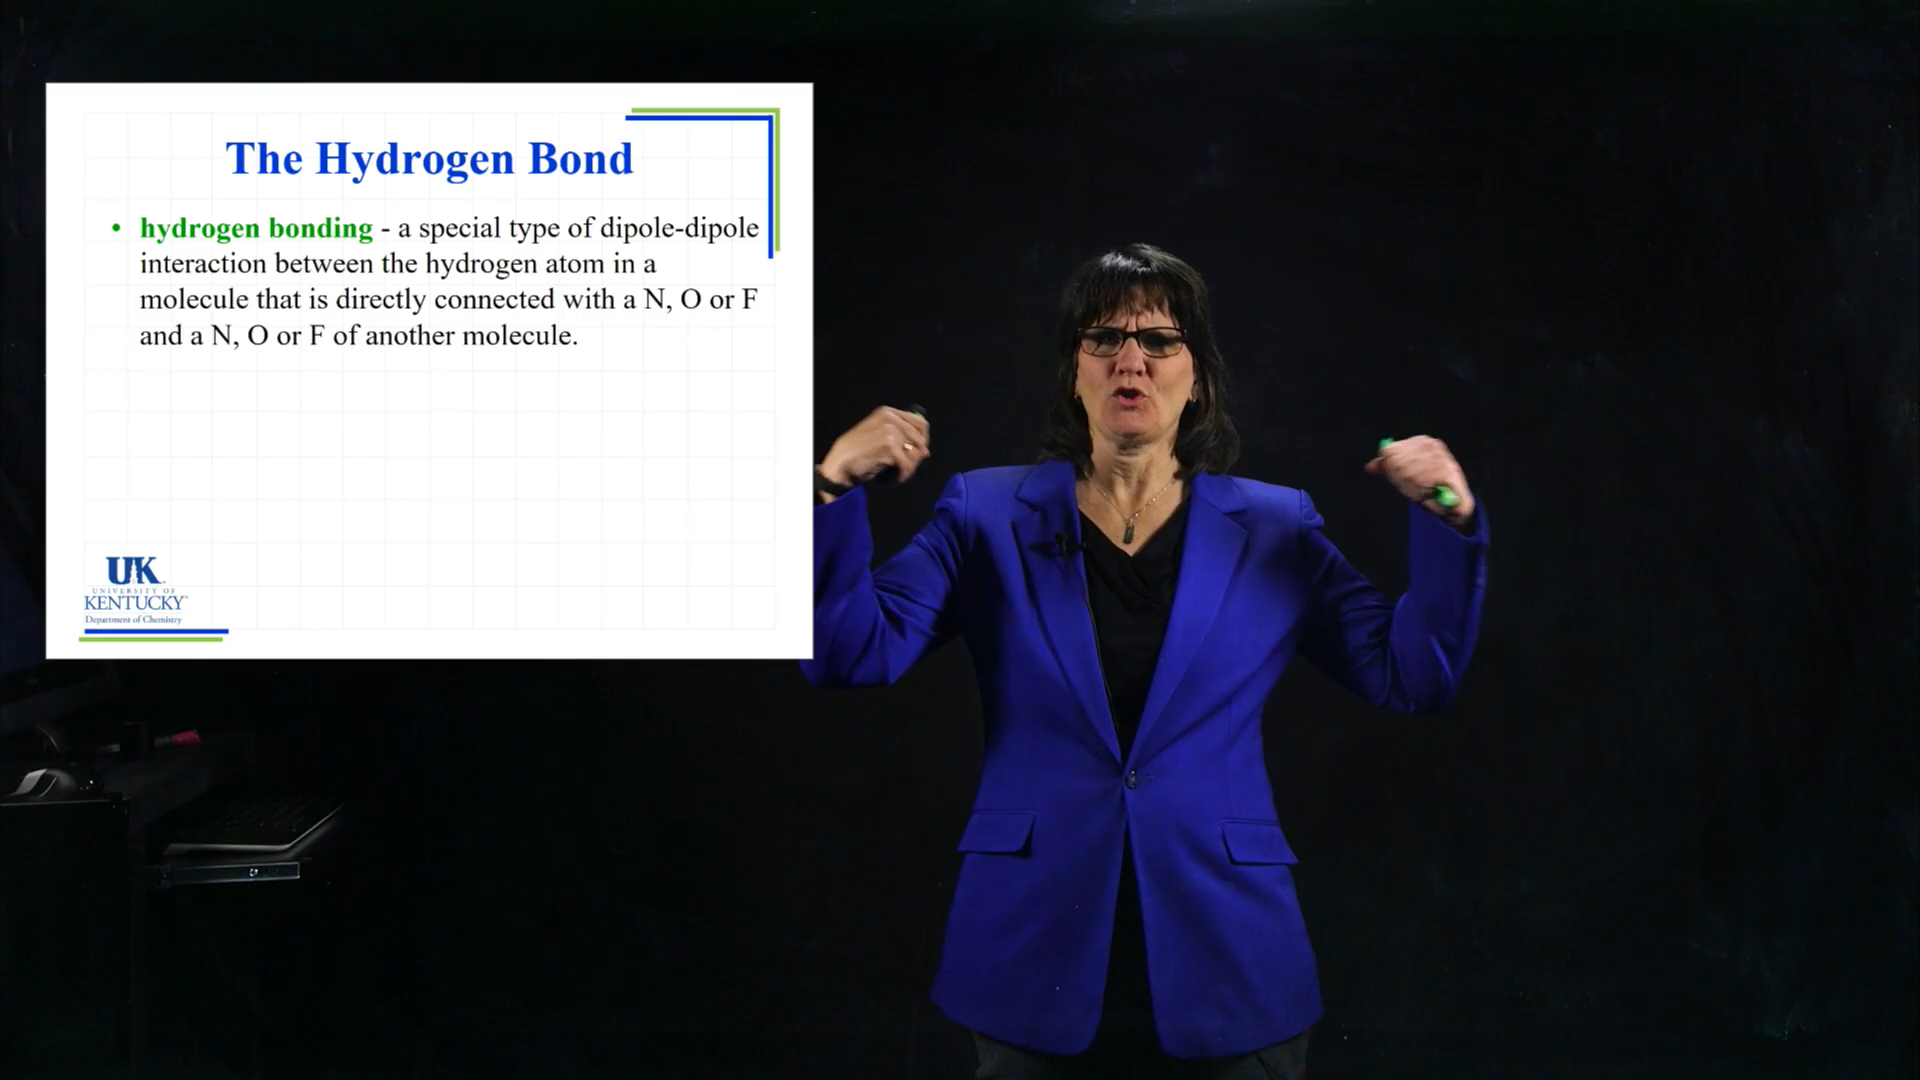 The Hydrogen Bond
• hydrogen bonding - a special type of dipole-dipole
interaction between the hydrogen atom in a
molecule that is directly connected with a N, O or F
and a N, O or F of another molecule.
UK
UNIVERSITY OF
KENTUCKY
Department of Chemistry